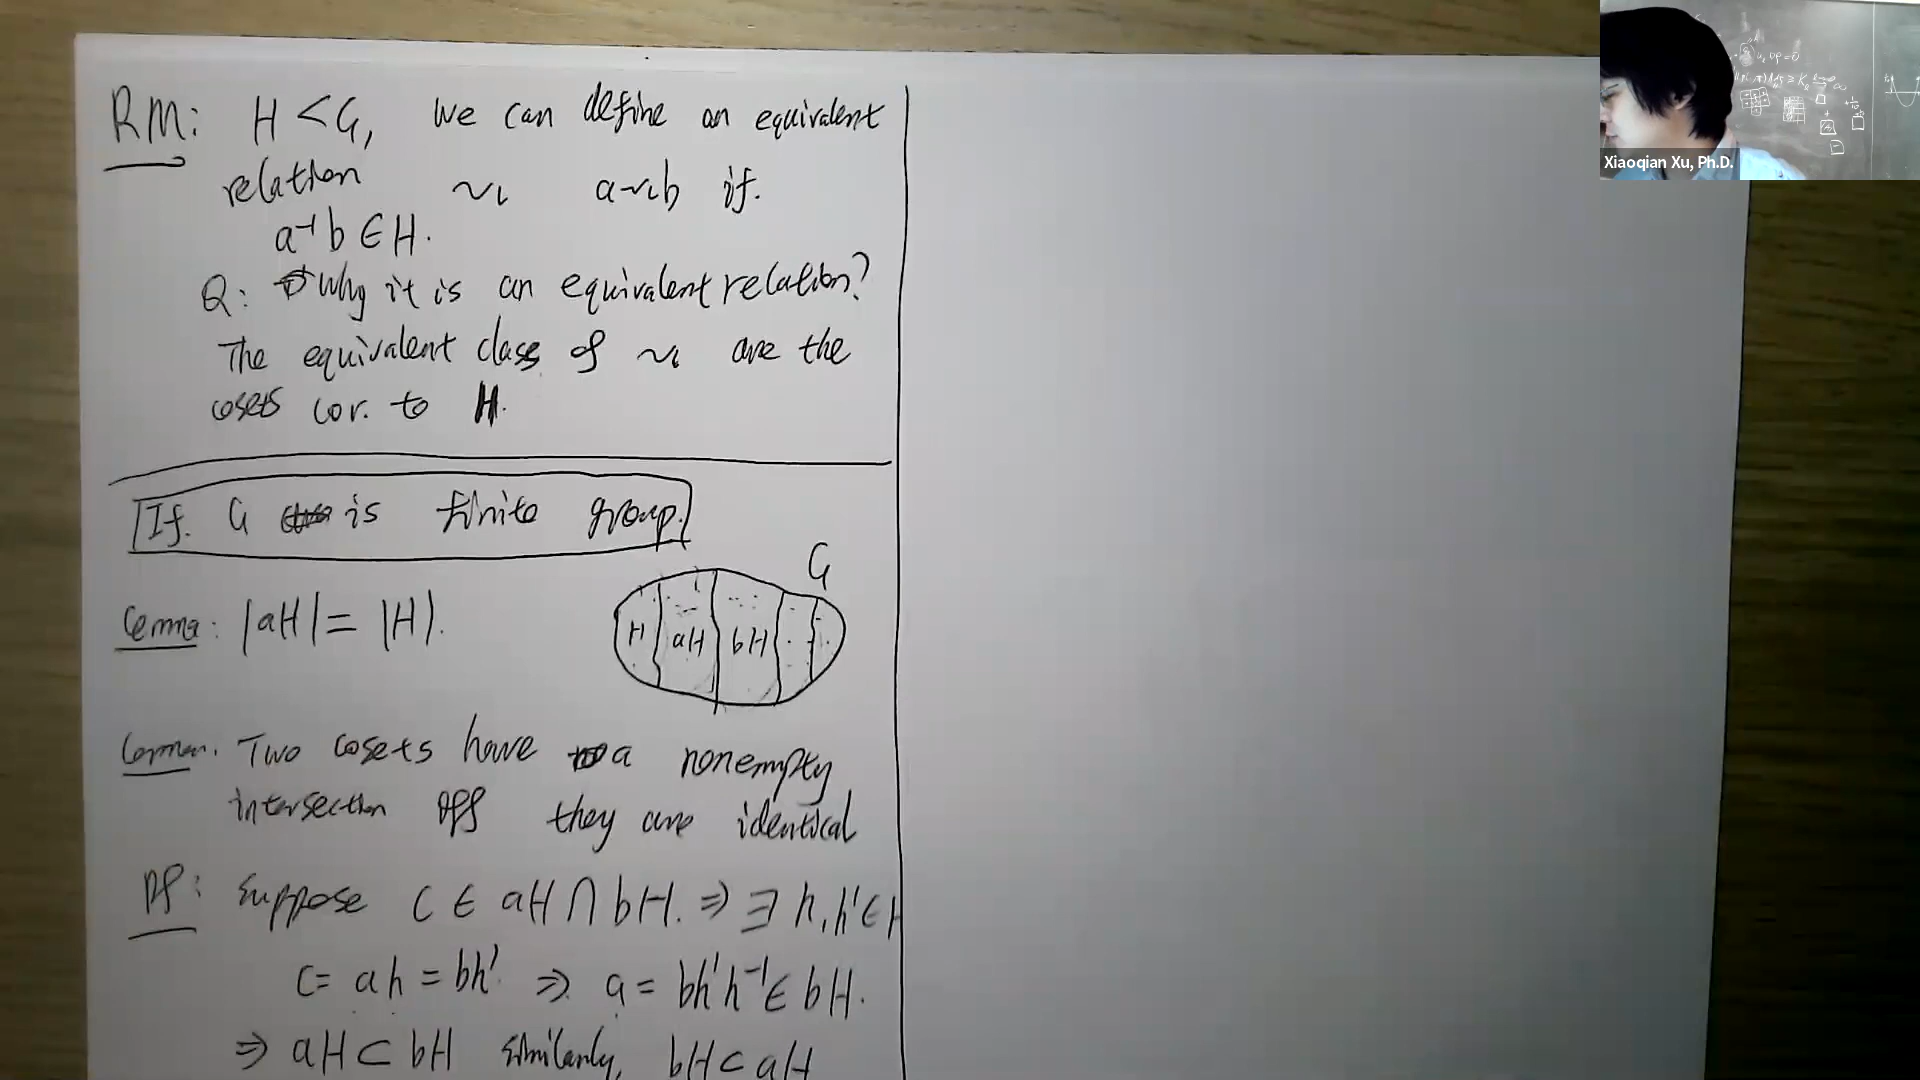 RM: H < G, We can define an equivalent
relation ~L a ~L b if.
a⁻¹b ∈ H.
Q: Why it is an equivalent relation?
The equivalent class of ~L are the
cosets cor. to H.
If. G is finite group.
G
Lemma: |aH| = |H|.
H aH bH
Two cosets have a nonempty
intersection iff they are identical
Pf: Suppose C ∈ aH ∩ bH. ⇒ ∃ h, h' ∈ H
C = ah = bh' ⇒ a = bh'h⁻¹ ∈ bH.
⇒ aH ⊂ bH Similarly, bH ⊂ aH
Xiaoqian Xu, Ph.D.